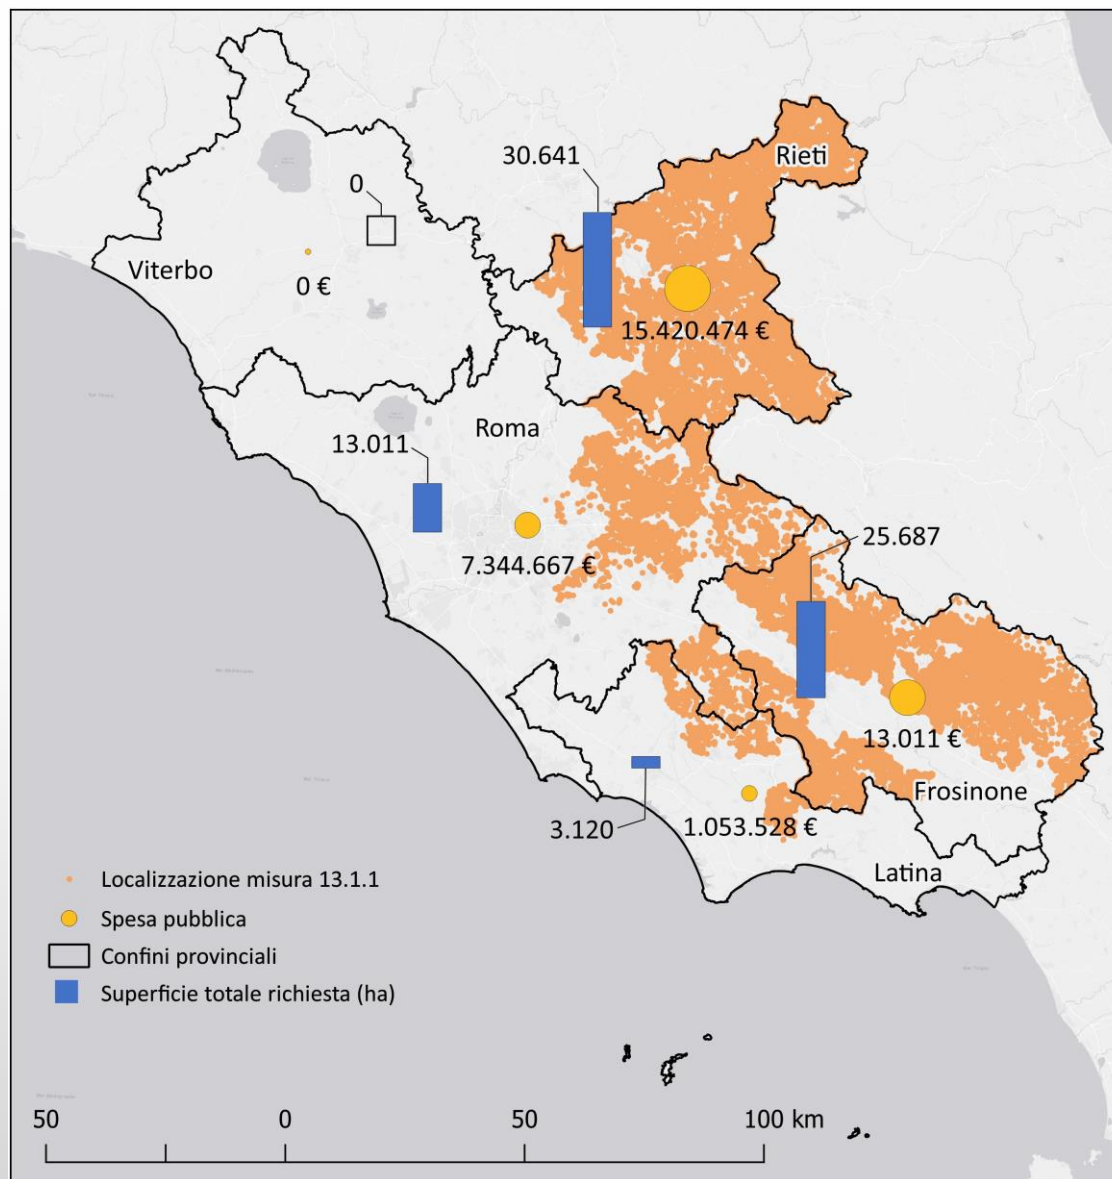 Rieti
30.641
0
Viterbo
0 €
15.420.474 €
Roma
13.011
25.687
7.344.667 €
13.011 €
Frosinone
3.120
1.053.528 €
Latina
Localizzazione misura 13.1.1
Spesa pubblica
Confini provinciali
Superficie totale richiesta (ha)
50 0 50 100 km